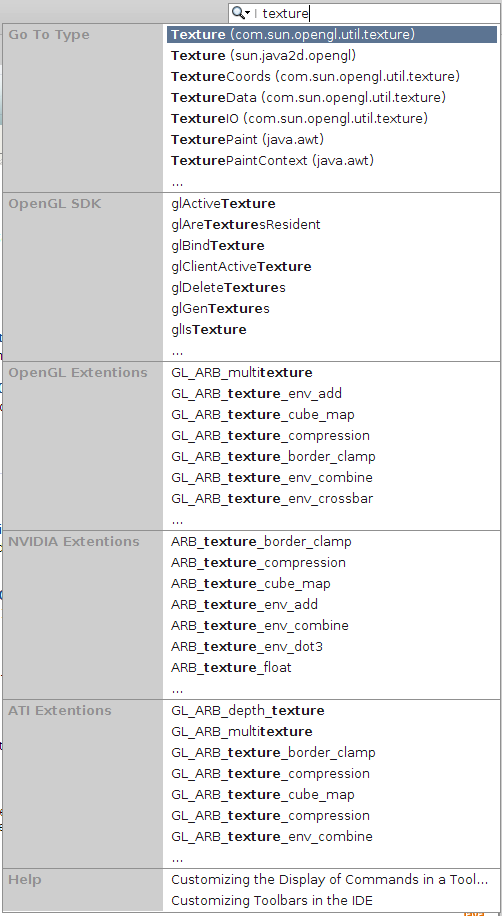 texture
Go To Type
Texture (com.sun.opengl.util.texture)
Texture (sun.java2d.opengl)
TextureCoords (com.sun.opengl.util.texture)
TextureData (com.sun.opengl.util.texture)
TextureIO (com.sun.opengl.util.texture)
TexturePaint (java.awt)
TexturePaintContext (java.awt)
...
OpenGL SDK
glActiveTexture
glAreTexturesResident
glBindTexture
glClientActiveTexture
glDeleteTextures
glGenTextures
glIsTexture
...
OpenGL Extentions
GL_ARB_multitexture
GL_ARB_texture_env_add
GL_ARB_texture_cube_map
GL_ARB_texture_compression
GL_ARB_texture_border_clamp
GL_ARB_texture_env_combine
GL_ARB_texture_env_crossbar
...
NVIDIA Extentions
ARB_texture_border_clamp
ARB_texture_compression
ARB_texture_cube_map
ARB_texture_env_add
ARB_texture_env_combine
ARB_texture_env_dot3
ARB_texture_float
...
ATI Extentions
GL_ARB_depth_texture
GL_ARB_multitexture
GL_ARB_texture_border_clamp
GL_ARB_texture_compression
GL_ARB_texture_cube_map
GL_ARB_texture_compression
GL_ARB_texture_env_combine
...
Help
Customizing the Display of Commands in a Tool...
Customizing Toolbars in the IDE